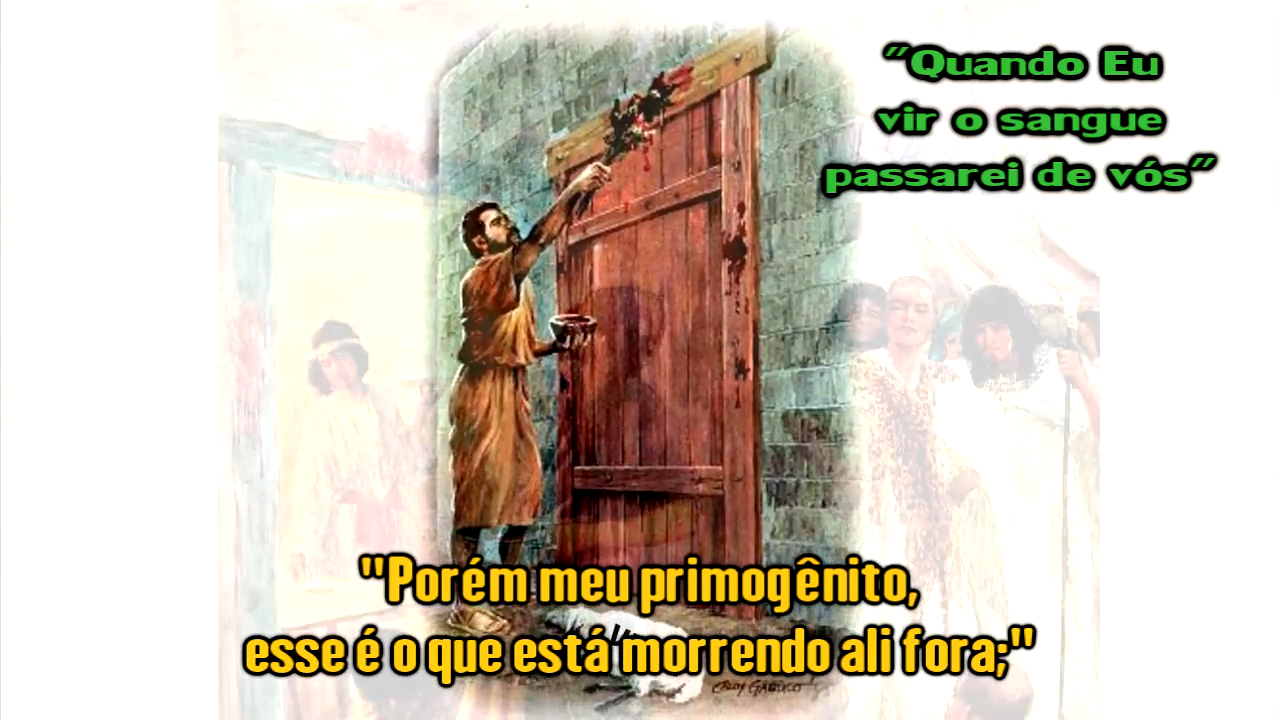 "Quando Eu
vir o sangue
passarei de vós"
"Porém meu primogênito,
esse é o que está morrendo ali fora;"